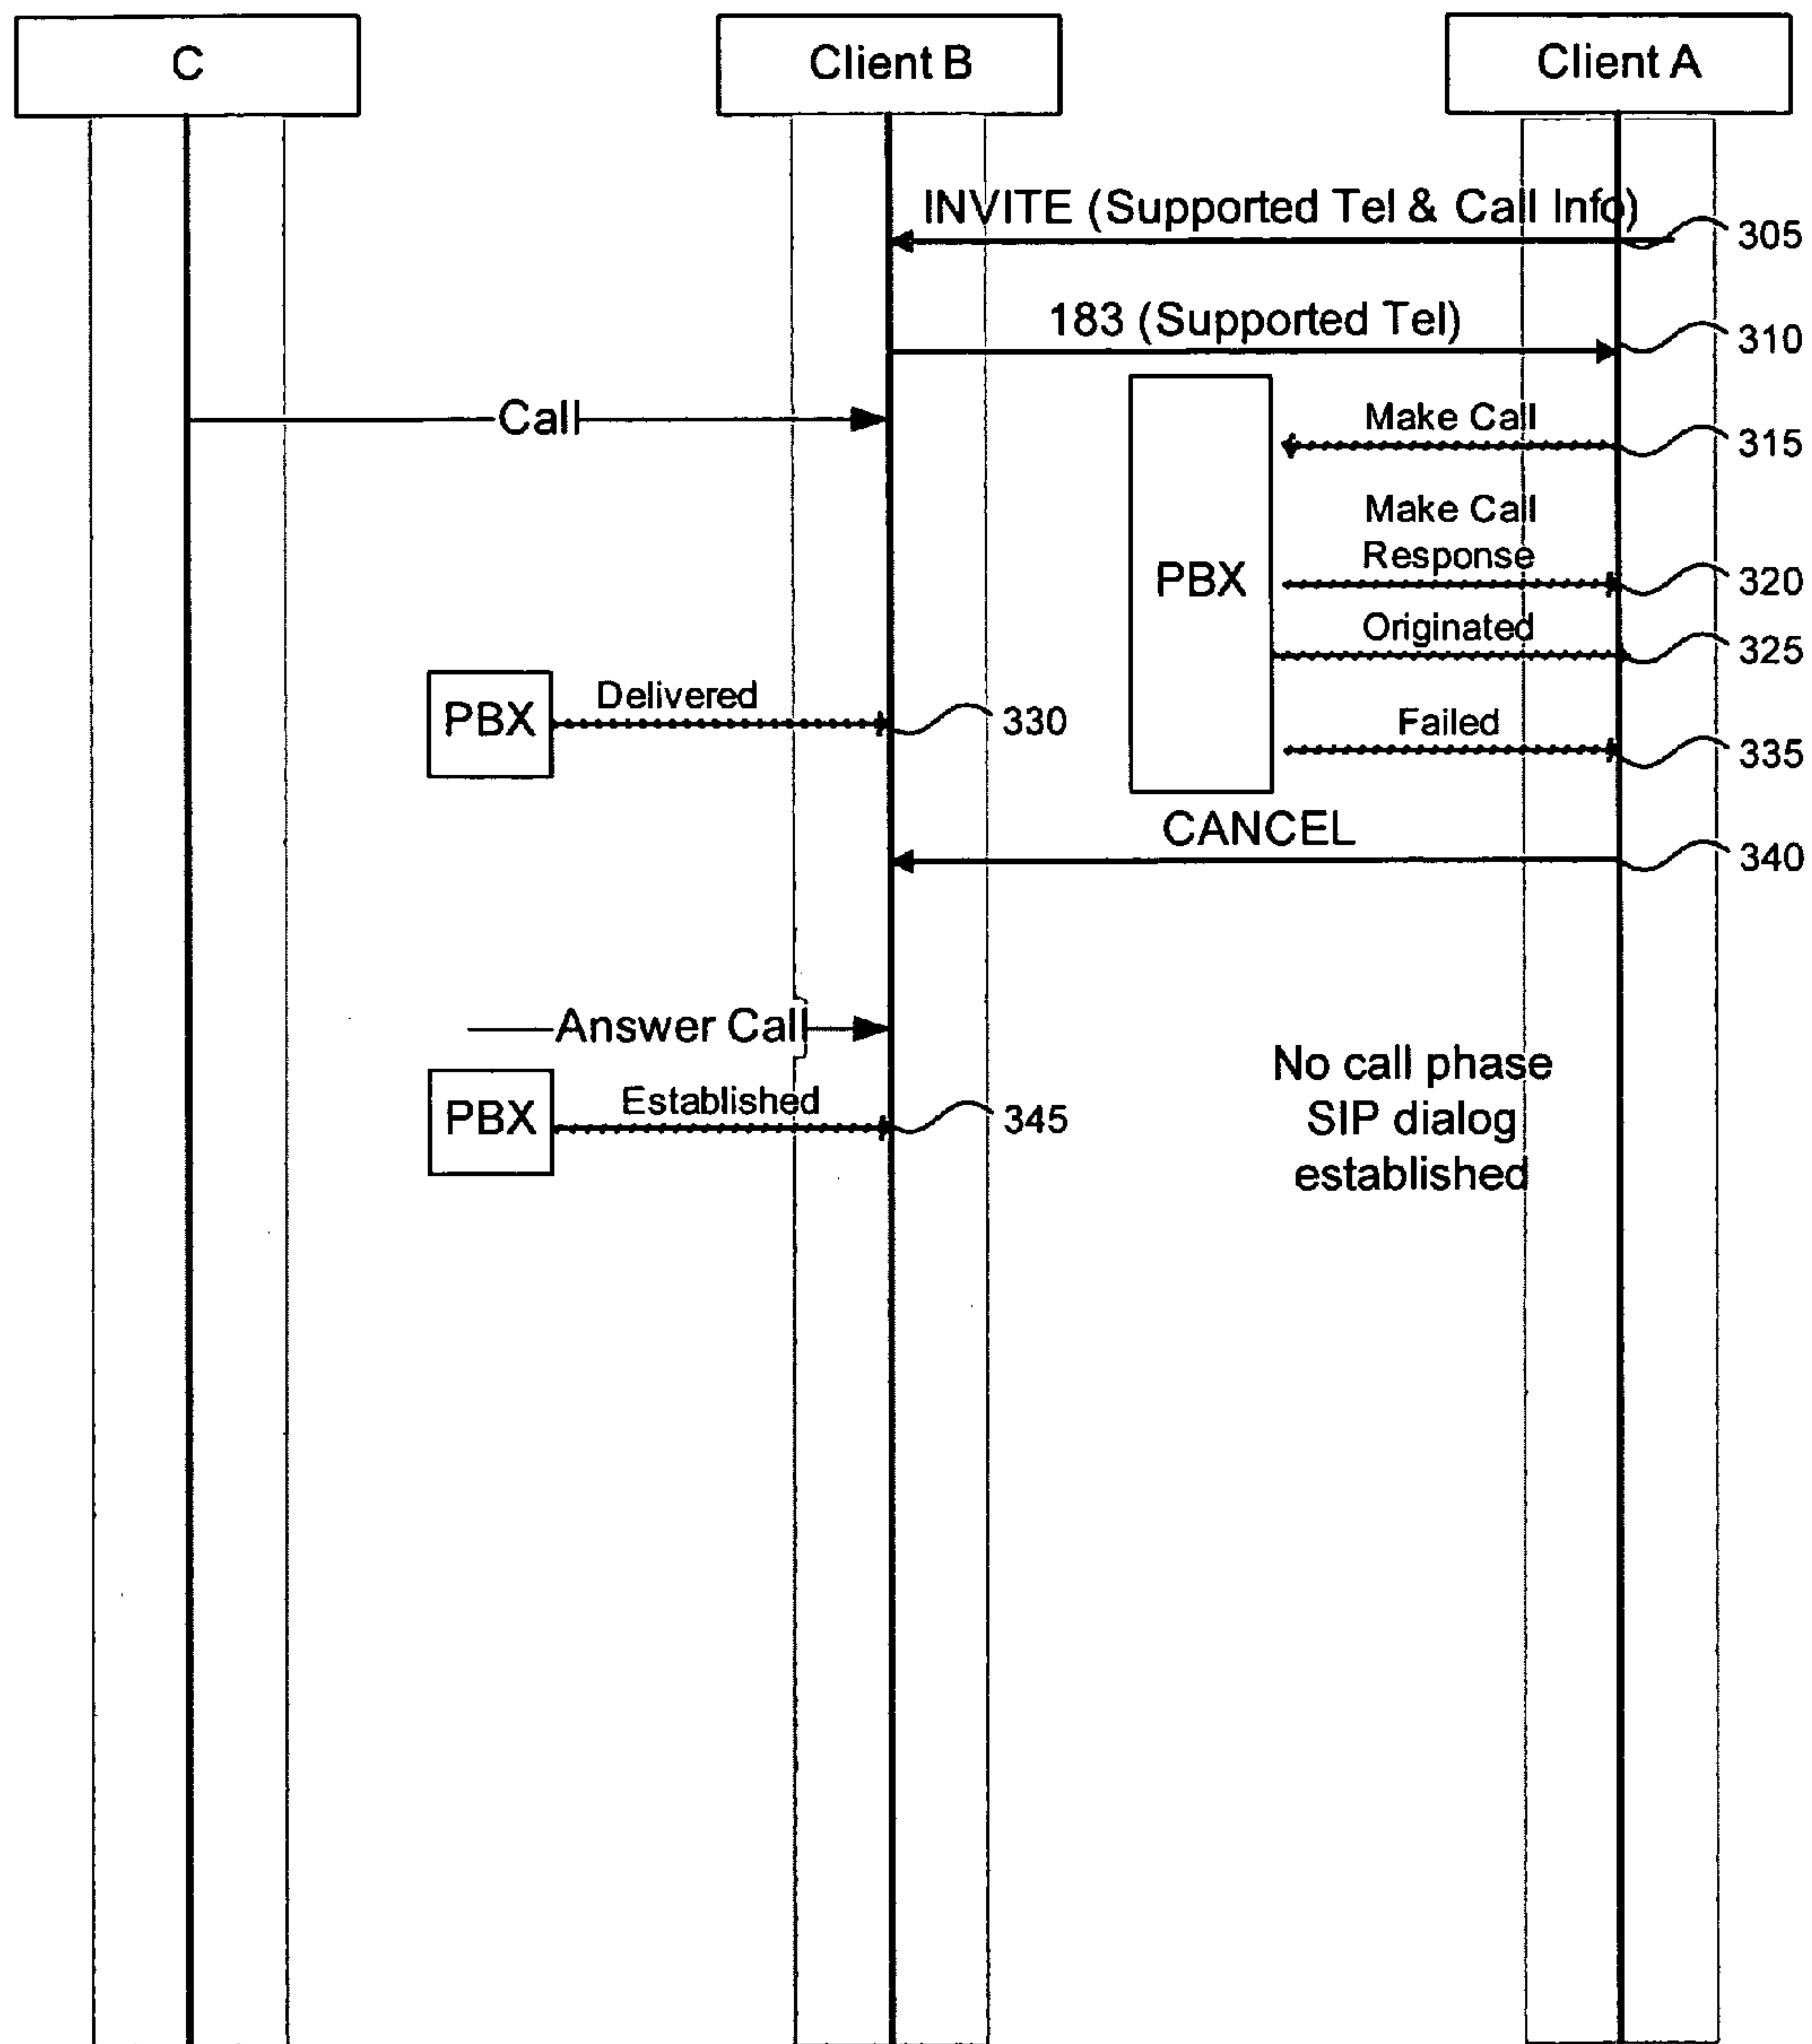 C
Client B
Client A
INVITE (Supported Tel & Call Info)
305
183 (Supported Tel)
310
Call
Make Call
315
Make Call
Response
320
PBX
Originated
325
PBX
Delivered
330
Failed
335
CANCEL
340
Answer Call
PBX
Established
345
No call phase
SIP dialog
established